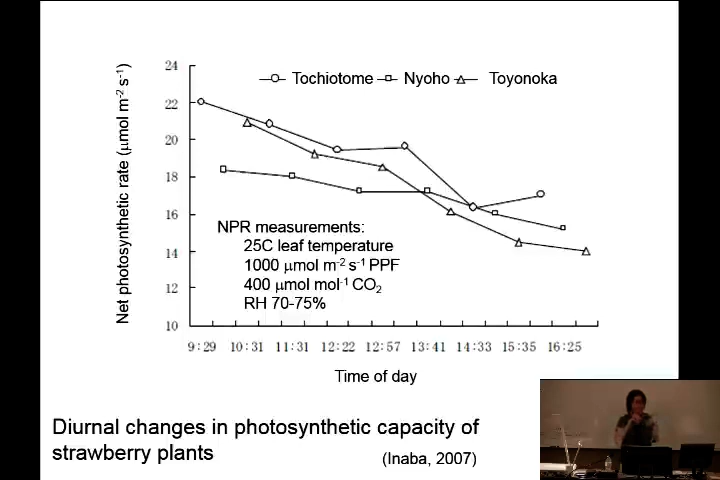 24
22
20
18
16
14
12
10
Net photosynthetic rate (μmol m⁻² s⁻¹)
Tochiotome Nyoho Toyonoka
NPR measurements:
25C leaf temperature
1000 μmol m⁻² s⁻¹ PPF
400 μmol mol⁻¹ CO₂
RH 70-75%
9:29 10:31 11:31 12:22 12:57 13:41 14:33 15:35 16:25
Time of day
Diurnal changes in photosynthetic capacity of
strawberry plants
(Inaba, 2007)